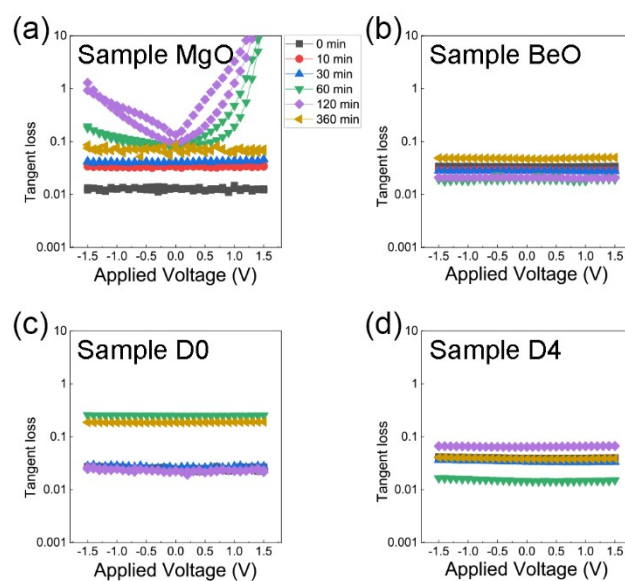 (a)
Sample MgO
10
1
0.1
0.01
0.001
Tangent loss
-1.5 -1.0 -0.5 0.0 0.5 1.0 1.5
Applied Voltage (V)
0 min
10 min
30 min
60 min
120 min
360 min
(b)
Sample BeO
10
1
0.1
0.01
0.001
Tangent loss
-1.5 -1.0 -0.5 0.0 0.5 1.0 1.5
Applied Voltage (V)
(c)
Sample D0
10
1
0.1
0.01
0.001
Tangent loss
-1.5 -1.0 -0.5 0.0 0.5 1.0 1.5
Applied Voltage (V)
(d)
Sample D4
10
1
0.1
0.01
0.001
Tangent loss
-1.5 -1.0 -0.5 0.0 0.5 1.0 1.5
Applied Voltage (V)